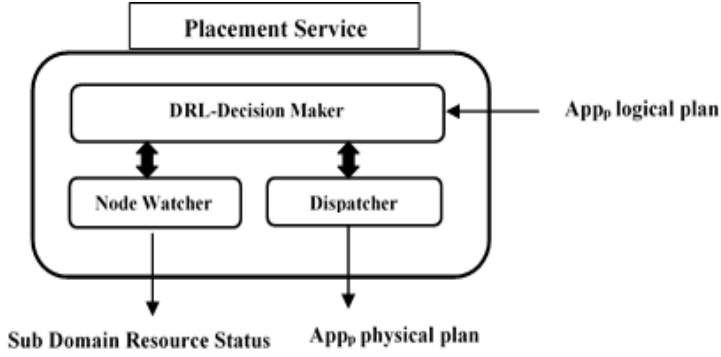 Placement Service
DRL-Decision Maker
Appₚ logical plan
Node Watcher
Dispatcher
Sub Domain Resource Status
Appₚ physical plan